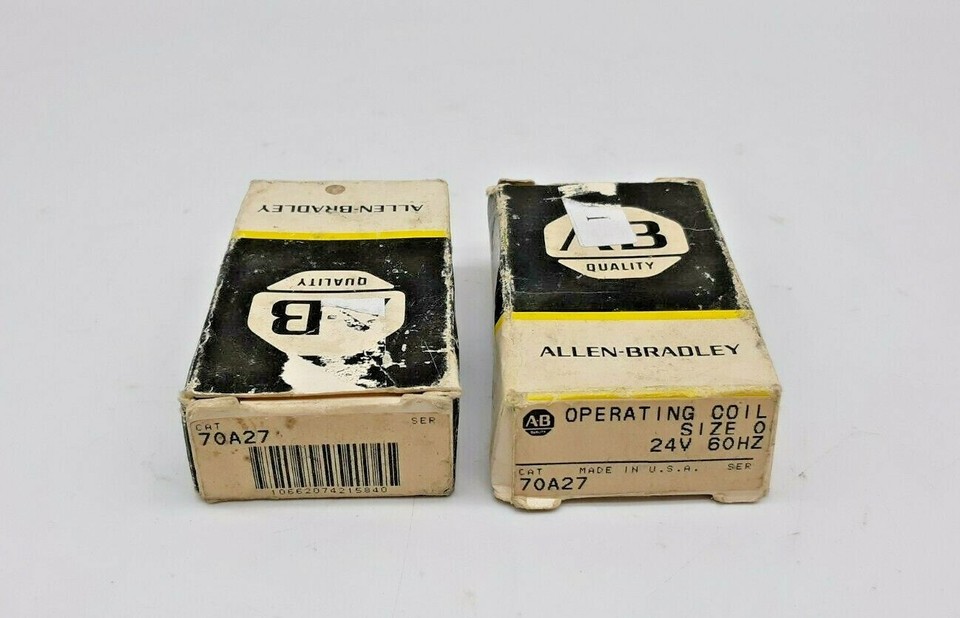 ALLEN-BRADLEY
QUALITY
B
CAT
SER
70A27
10662074215840
AB
QUALITY
ALLEN-BRADLEY
AB
OPERATING COIL
SIZE 0
24V 60HZ
CAT MADE IN U.S.A. SER
70A27